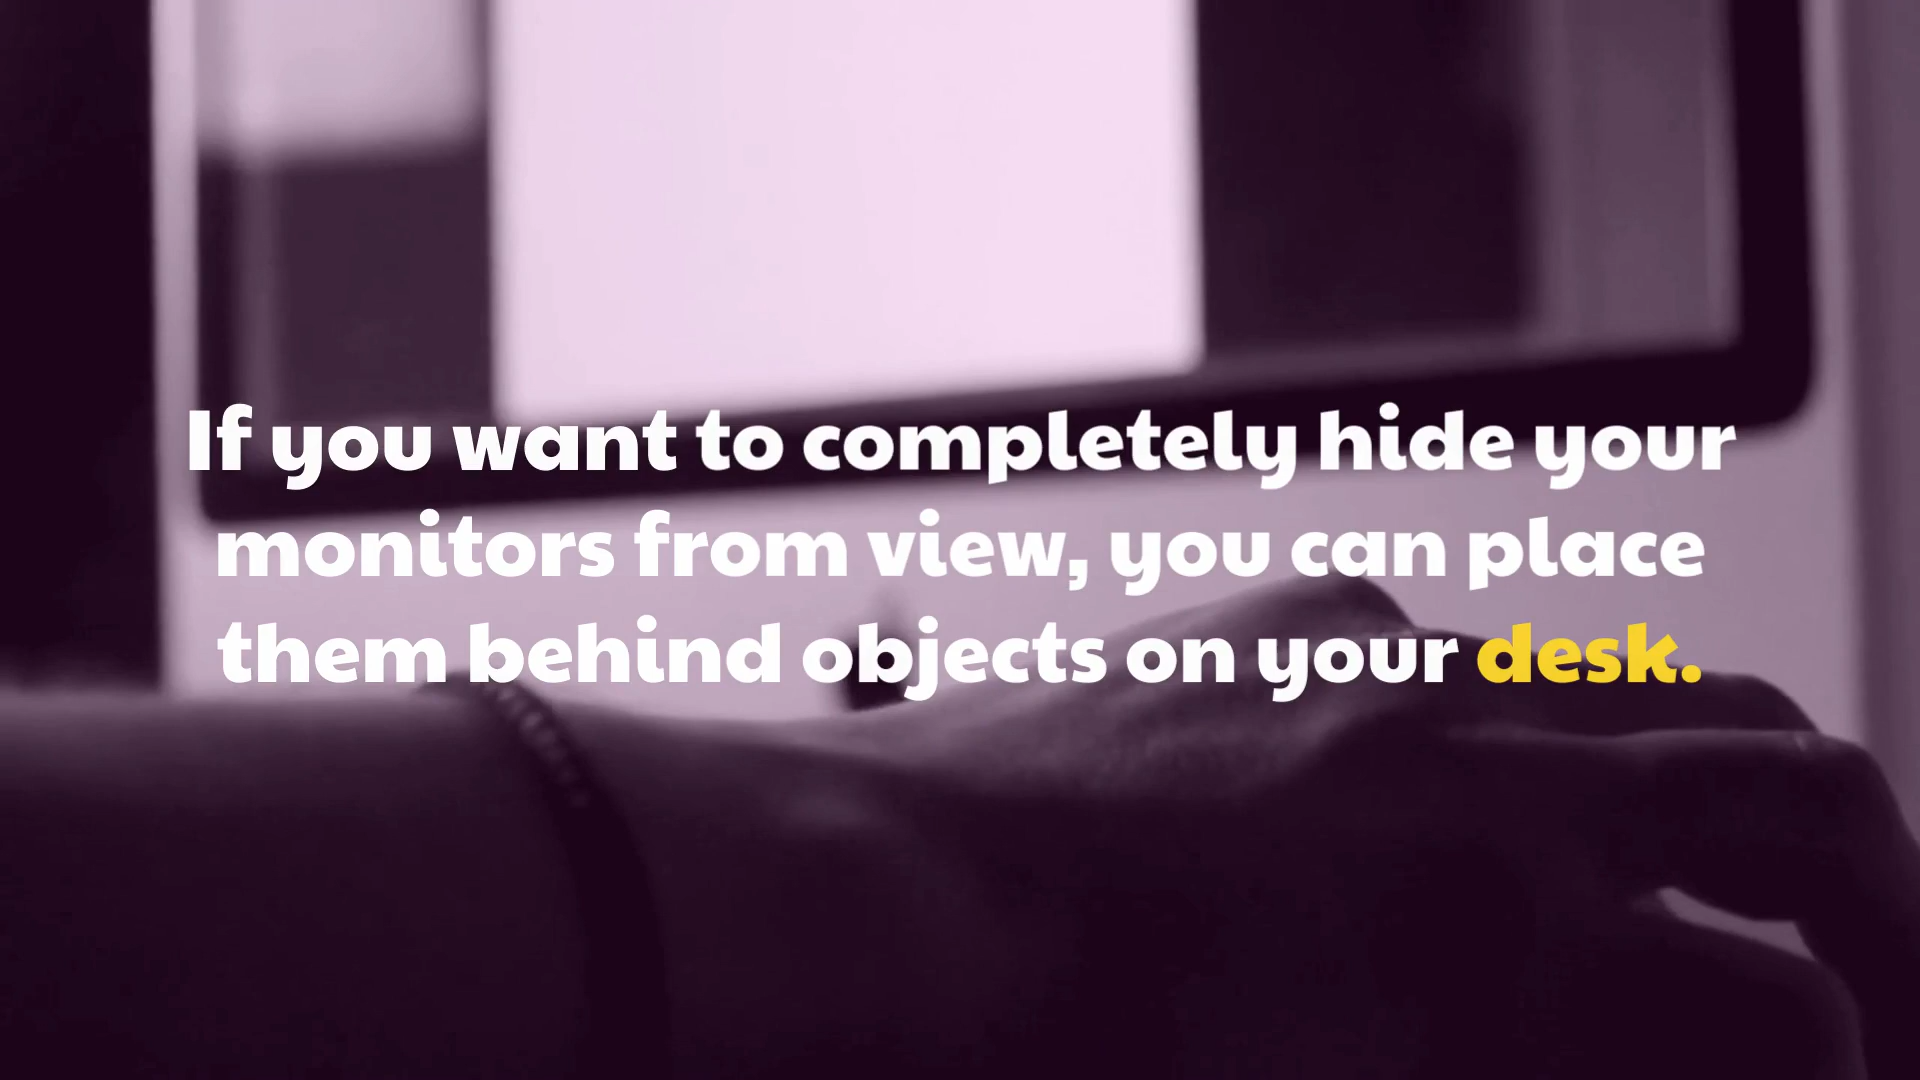 If you want to completely hide your
monitors from view, you can place
them behind objects on your desk.